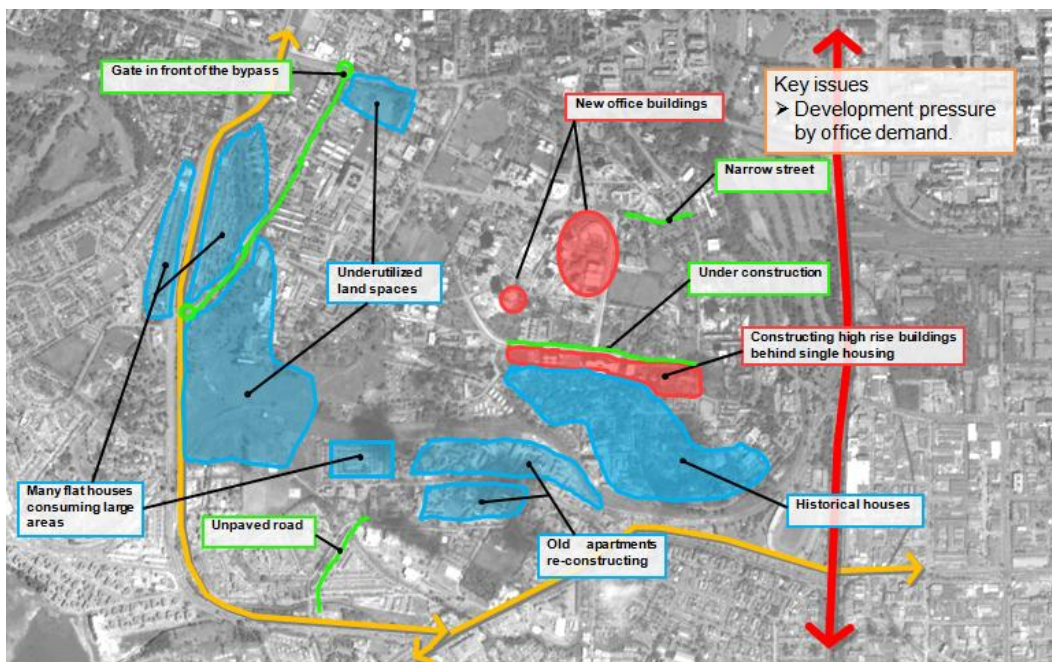 Gate in front of the bypass
New office buildings
Key issues
➢ Development pressure
by office demand.
Narrow street
Underutilized
land spaces
Under construction
Constructing high rise buildings
behind single housing
Many flat houses
consuming large
areas
Historical houses
Unpaved road
Old apartments
re-constructing